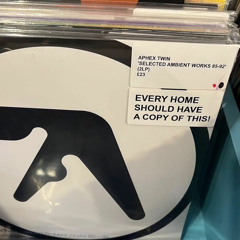 APHEX TWIN
'SELECTED AMBIENT WORKS 85-92'
(2LP)
£23
EVERY HOME
SHOULD HAVE
A COPY OF THIS!